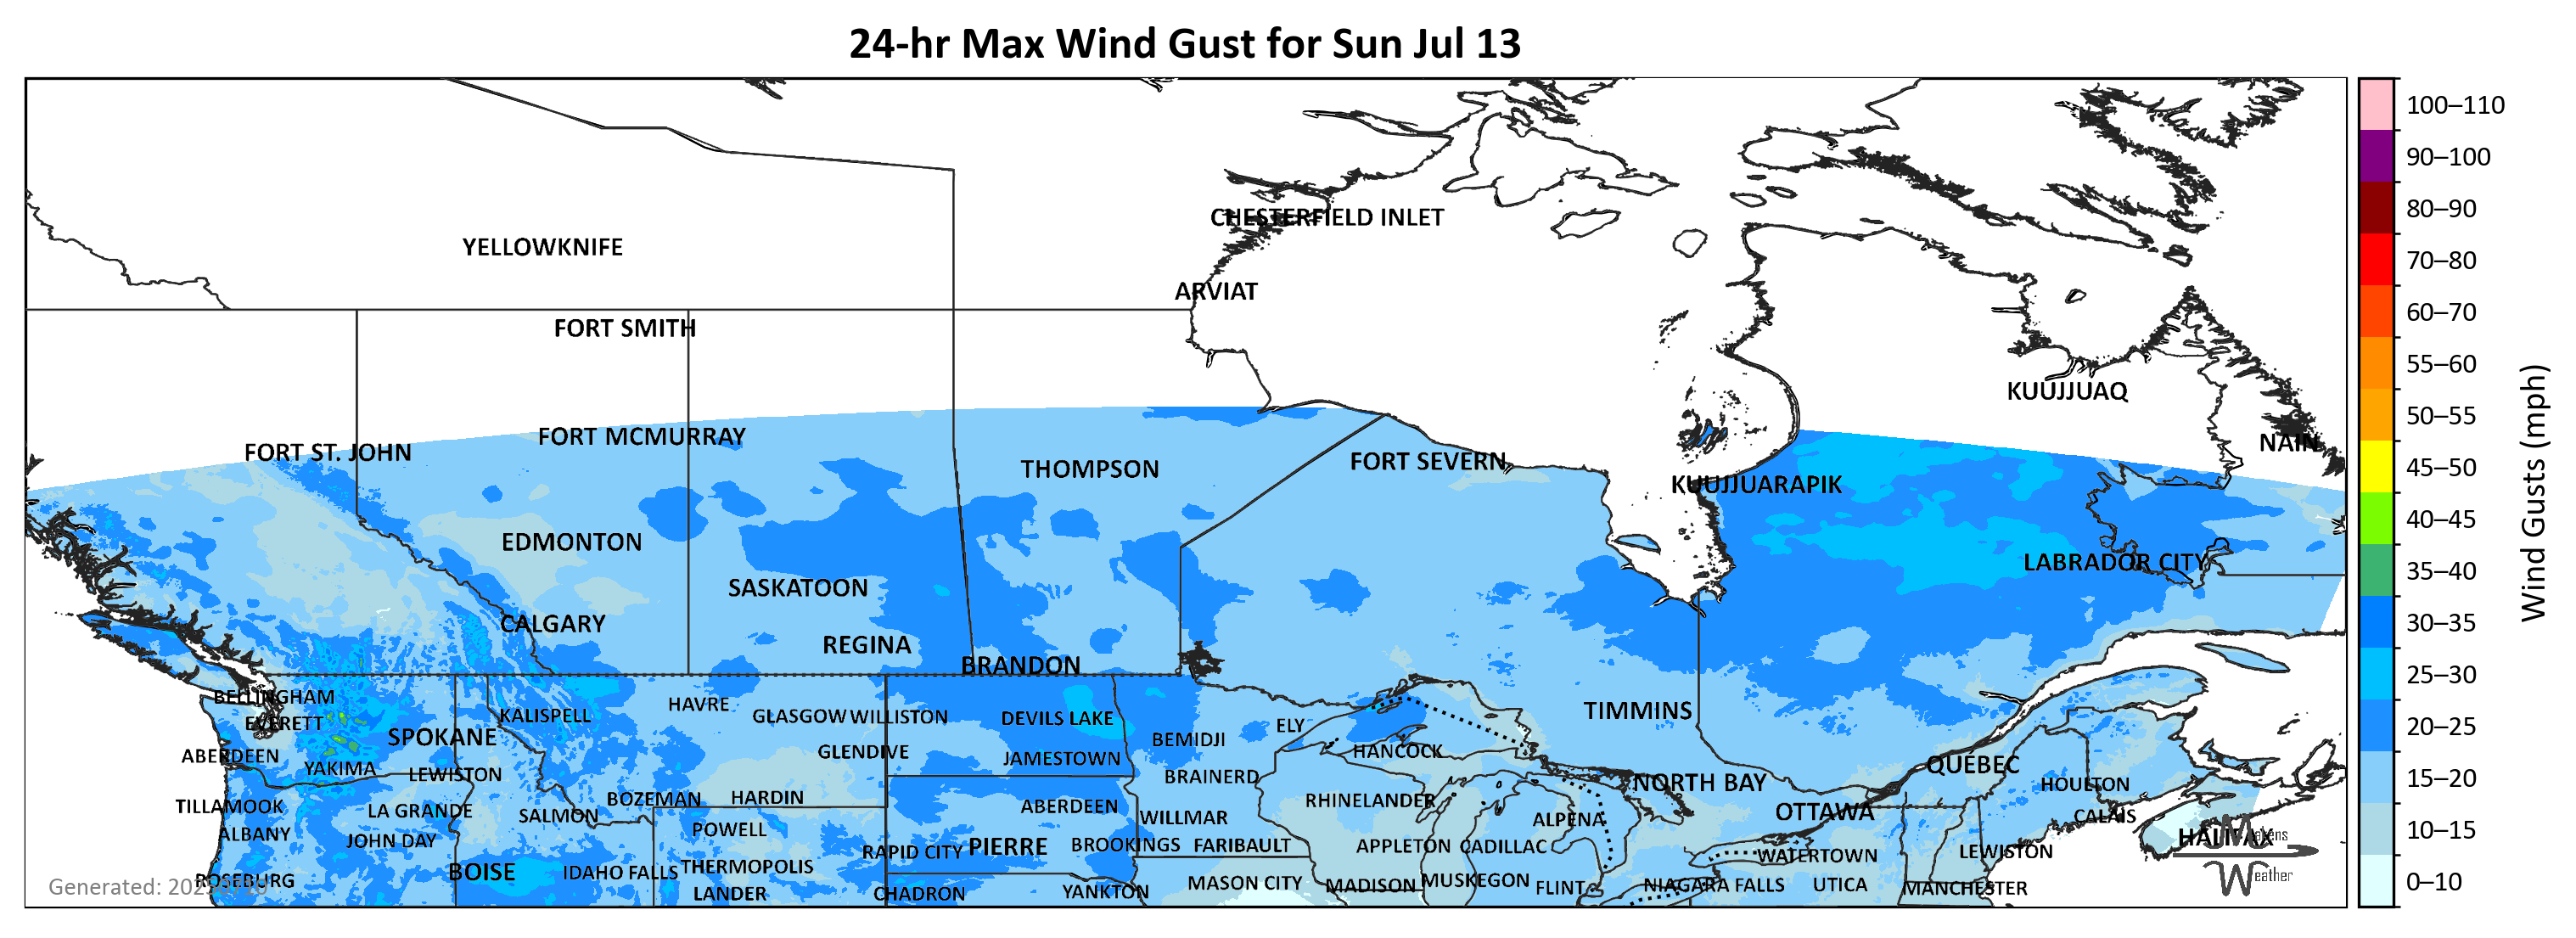 24-hr Max Wind Gust for Sun Jul 13
100–110
90–100
80–90
CHESTERFIELD INLET
YELLOWKNIFE
70–80
ARVIAT
60–70
FORT SMITH
55–60
KUUJJUAQ
50–55
FORT MCMURRAY
NAIN
FORT ST. JOHN
45–50
FORT SEVERN
THOMPSON
KUUJJUARAPIK
40–45
Wind Gusts (mph)
EDMONTON
LABRADOR CITY
35–40
SASKATOON
CALGARY
30–35
REGINA
BRANDON
25–30
BELLINGHAM
HAVRE
TIMMINS
KALISPELL
GLASGOW
WILLISTON
DEVILS LAKE
EVERETT
ELY
20–25
SPOKANE
BEMIDJI
HANCOCK
GLENDIVE
ABERDEEN
JAMESTOWN
QUÉBEC
YAKIMA
LEWISTON
BRAINERD
15–20
NORTH BAY
HOULTON
BOZEMAN
HARDIN
RHINELANDER
TILLAMOOK
ABERDEEN
LA GRANDE
OTTAWA
SALMON
CALAIS
WILLMAR
ALPENA
10–15
POWELL
ALBANY
HALIFAX
Matens
JOHN DAY
BROOKINGS
FARIBAULT
APPLETON
CADILLAC
PIERRE
RAPID CITY
LEWISTON
WATERTOWN
THERMOPOLIS
BOISE
IDAHO FALLS
Weather
ROSEBURG
0–10
MASON CITY
MADISON
MUSKEGON
NIAGARA FALLS
UTICA
Generated:
FLINT
MANCHESTER
YANKTON
LANDER
CHADRON